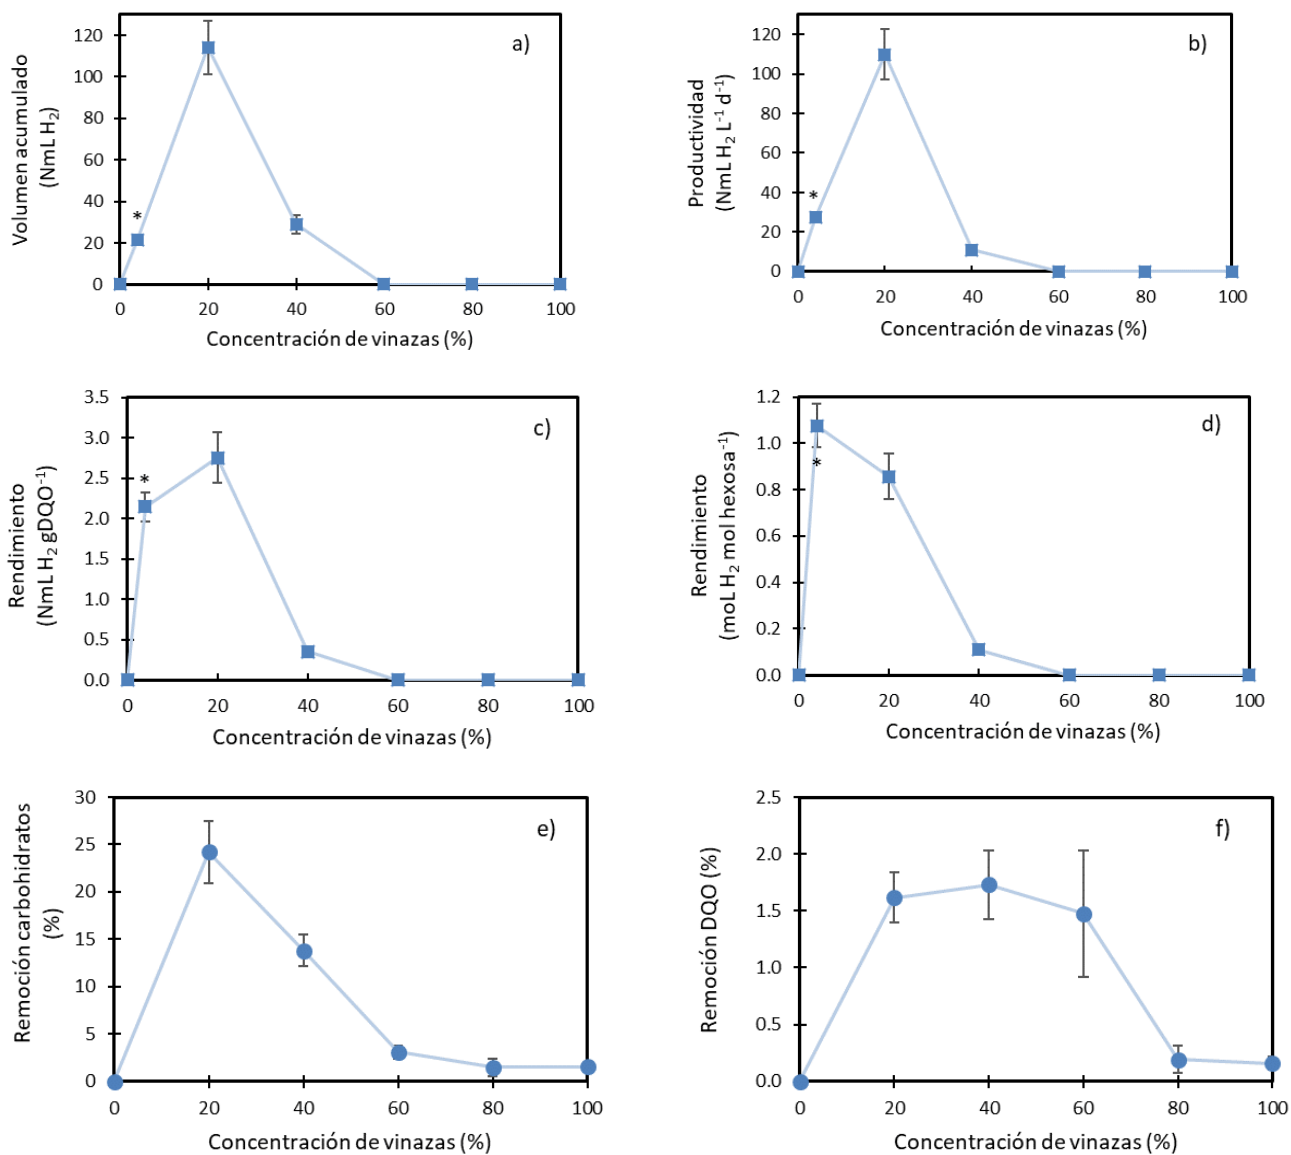 a)
Volumen acumulado
(NmL H₂)
120
100
80
60
40
20
0
*
0 20 40 60 80 100
Concentración de vinazas (%)
b)
Productividad
(NmL H₂ L⁻¹ d⁻¹)
120
100
80
60
40
20
0
*
0 20 40 60 80 100
Concentración de vinazas (%)
c)
Rendimiento
(NmL H₂ gDQO⁻¹)
3.5
3.0
2.5
2.0
1.5
1.0
0.5
0.0
*
0 20 40 60 80 100
Concentración de vinazas (%)
d)
Rendimiento
(moL H₂ mol hexosa⁻¹)
1.2
1.0
0.8
0.6
0.4
0.2
0.0
*
0 20 40 60 80 100
Concentración de vinazas (%)
e)
Remoción carbohidratos
(%)
30
25
20
15
10
5
0
0 20 40 60 80 100
Concentración de vinazas (%)
f)
Remoción DQO (%)
2.5
2.0
1.5
1.0
0.5
0.0
0 20 40 60 80 100
Concentración de vinazas (%)